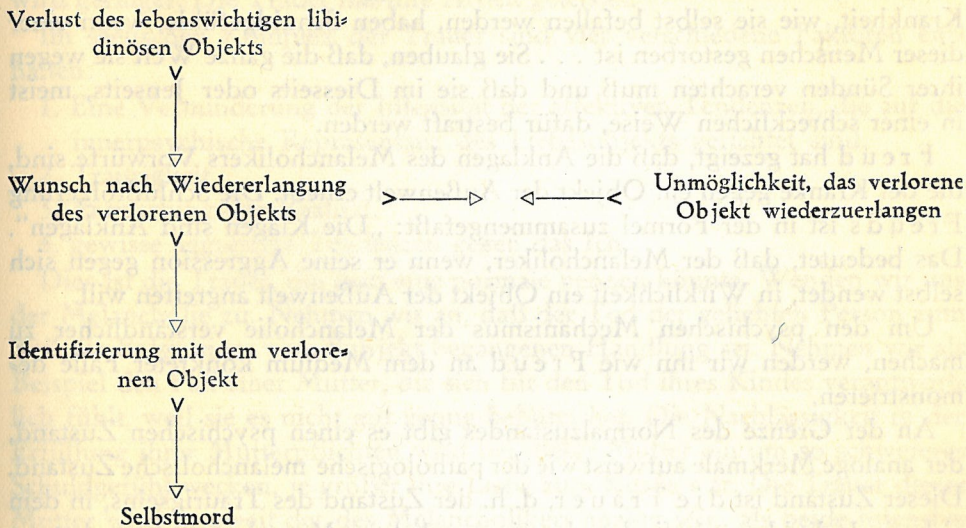 Verlust des lebenswichtigen libi⸗
dinösen Objekts
Wunsch nach Wiedererlangung
des verlorenen Objekts
Unmöglichkeit, das verlorene
Objekt wiederzuerlangen
Identifizierung mit dem verlore⸗
nen Objekt
Selbstmord